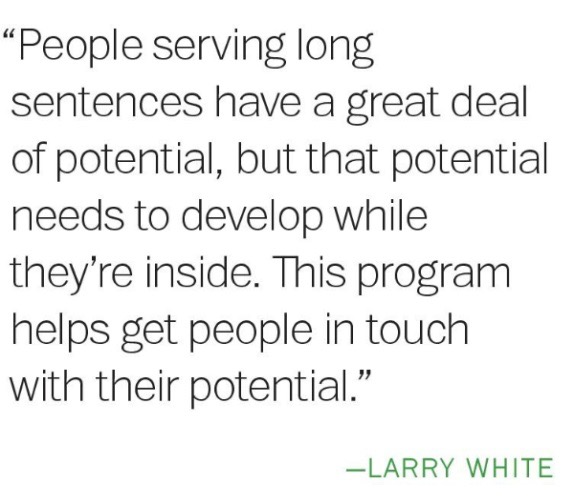 “People serving long
sentences have a great deal
of potential, but that potential
needs to develop while
they’re inside. This program
helps get people in touch
with their potential.”
—LARRY WHITE